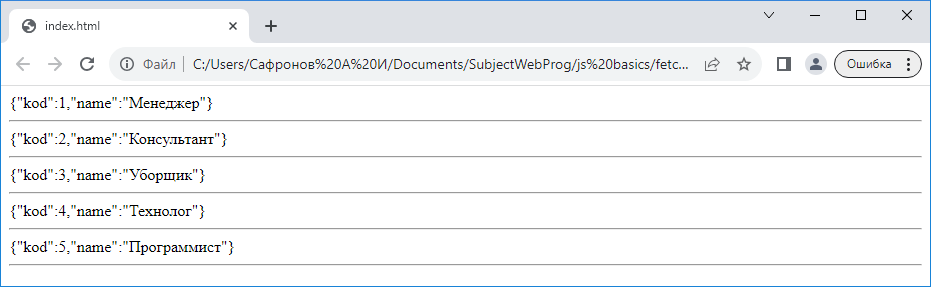 index.html
Файл C:/Users/Сафронов%20А%20И/Documents/SubjectWebProg/js%20basics/fetc... Ошибка
{"kod":1,"name":"Менеджер"}
{"kod":2,"name":"Консультант"}
{"kod":3,"name":"Уборщик"}
{"kod":4,"name":"Технолог"}
{"kod":5,"name":"Программист"}